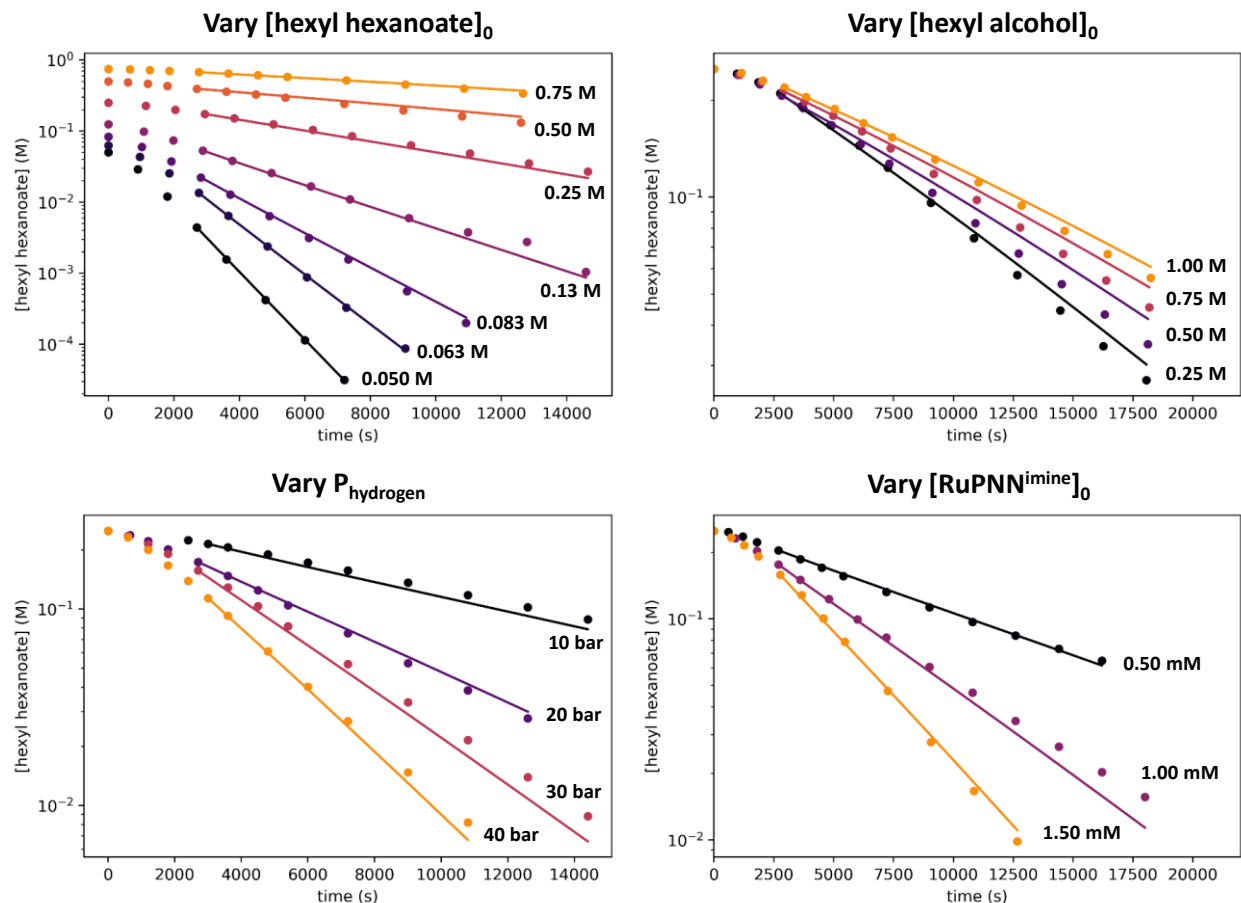 Vary [hexyl hexanoate]0
[hexyl hexanoate] (M)
10^0
10^-1
10^-2
10^-3
10^-4
0.75 M
0.50 M
0.25 M
0.13 M
0.083 M
0.063 M
0.050 M
0 2000 4000 6000 8000 10000 12000 14000
time (s)
Vary [hexyl alcohol]0
[hexyl hexanoate] (M)
10^-1
1.00 M
0.75 M
0.50 M
0.25 M
0 2500 5000 7500 10000 12500 15000 17500 20000
time (s)
Vary Phydrogen
[hexyl hexanoate] (M)
10^-1
10^-2
10 bar
20 bar
30 bar
40 bar
0 2000 4000 6000 8000 10000 12000 14000
time (s)
Vary [RuPNN^imine]0
[hexyl hexanoate] (M)
10^-1
10^-2
0.50 mM
1.00 mM
1.50 mM
0 2500 5000 7500 10000 12500 15000 17500 20000
time (s)